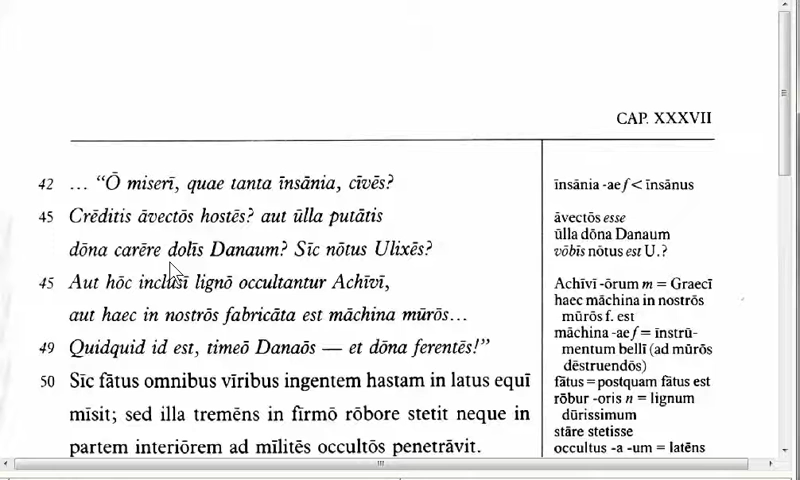 CAP. XXXVII
42 ... “Ō miserī, quae tanta īnsānia, cīvēs?
45 Crēditis āvectōs hostēs? aut ūlla putātis
dōna carēre dolīs Danaum? Sīc nōtus Ulixēs?
45 Aut hōc inclūsī lignō occultantur Achīvī,
aut haec in nostrōs fabricāta est māchina mūrōs...
49 Quidquid id est, timeō Danaōs — et dōna ferentēs!”
50 Sīc fātus omnibus vīribus ingentem hastam in latus equī
mīsit; sed illa tremēns in fīrmō rōbore stetit neque in
partem interiōrem ad mīlitēs occultōs penetrāvit.
īnsānia -ae f < īnsānus
āvectōs esse
ūlla dōna Danaum
vōbīs nōtus est U.?
Achīvī -ōrum m = Graecī
haec māchina in nostrōs
mūrōs f. est
māchina -ae f = īnstrū-
mentum bellī (ad mūrōs
dēstruendōs)
fātus = postquam fātus est
rōbur -oris n = lignum
dūrissimum
stāre stetisse
occultus -a -um = latēns